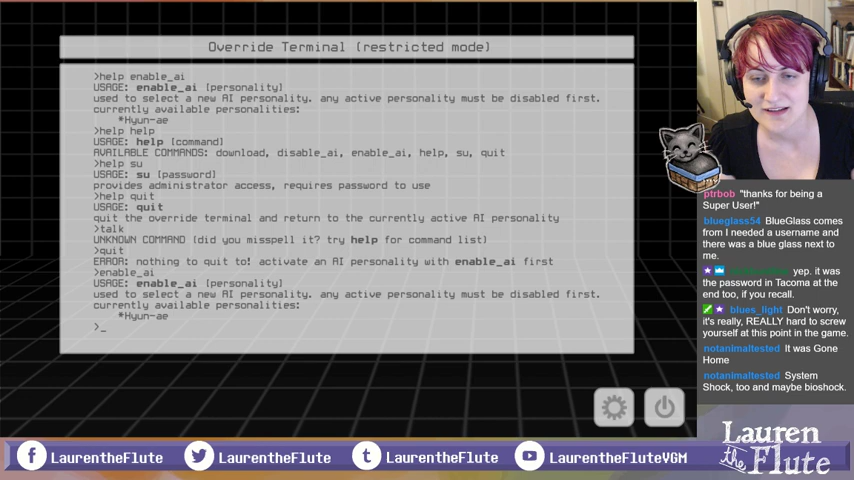 Override Terminal (restricted mode)
>help enable_ai
USAGE: enable_ai [personality]
used to select a new AI personality. any active personality must be disabled first.
currently available personalities:
*Hyun-ae
>help help
USAGE: help [command]
AVAILABLE COMMANDS: download, disable_ai, enable_ai, help, su, quit
>help su
USAGE: su [password]
provides administrator access, requires password to use
>help quit
USAGE: quit
quit the override terminal and return to the currently active AI personality
>talk
UNKNOWN COMMAND (did you misspell it? try help for command list)
>quit
ERROR: nothing to quit to! activate an AI personality with enable_ai first
>enable_ai
USAGE: enable_ai [personality]
used to select a new AI personality. any active personality must be disabled first.
currently available personalities:
*Hyun-ae
>_
ptrbob "thanks for being a
Super User!"
blueglass54 BlueGlass comes
from I needed a username and
there was a blue glass next to
me.
yep. it was
the password in Tacoma at the
end too, if you recall.
blues_light Don't worry,
it's really, REALLY hard to screw
yourself at this point in the game.
notanimaltested It was Gone
Home
notanimaltested System
Shock, too and maybe bioshock.
Lauren
the Flute
LaurentheFlute
LaurentheFlute
LaurentheFlute
LaurentheFluteVGM